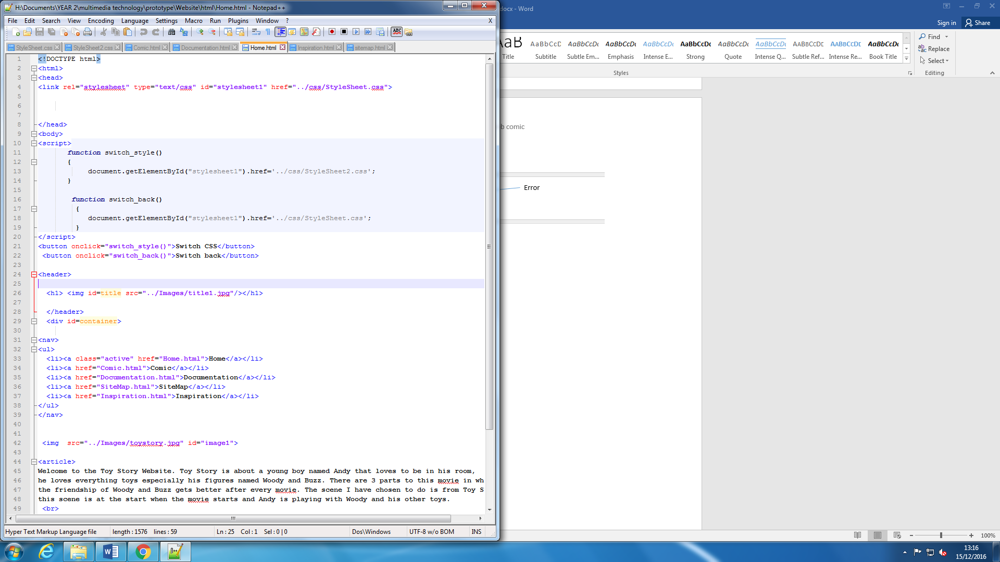 H:\Documents\YEAR 2\multimedia technology\prototype\Website\html\Home.html - Notepad++
File Edit Search View Encoding Language Settings Macro Run Plugins Window ? X
StyleSheet.css StyleSheet2.css Comic.html Documentation.html Home.html Inspiration.html sitemap.html
1 <!DOCTYPE html>
2 <html>
3 <head>
4 <link rel="stylesheet" type="text/css" id="stylesheet1" href="../css/StyleSheet.css">
5
6
7
8 </head>
9 <body>
10 <script>
11 function switch_style()
12 {
13 document.getElementById("stylesheet1").href='../css/StyleSheet2.css';
14 }
15
16 function switch_back()
17 {
18 document.getElementById("stylesheet1").href='../css/StyleSheet.css';
19 }
20 </script>
21 <button onclick="switch_style()">Switch CSS</button>
22 <button onclick="switch_back()">Switch back</button>
23
24 <header>
25
26 <h1> <img id=title src="../Images/title1.jpg"/></h1>
27
28 </header>
29 <div id=container>
30
31 <nav>
32 <ul>
33 <li><a class="active" href="Home.html">Home</a></li>
34 <li><a href="Comic.html">Comic</a></li>
35 <li><a href="Documentation.html">Documentation</a></li>
36 <li><a href="SiteMap.html">SiteMap</a></li>
37 <li><a href="Inspiration.html">Inspiration</a></li>
38 </ul>
39 </nav>
40
41
42 <img src="../Images/toystory.jpg" id="image1">
43
44 <article>
45 Welcome to the Toy Story Website. Toy Story is about a young boy named Andy that loves to be in his room,
46 he loves everything toys especially his figures named Woody and Buzz. There are 3 parts to this movie in wh
47 the friendship of Woody and Buzz gets better after every movie. The scene I have chosen to do is from Toy S
48 this scene is at the start when the movie starts and Andy is playing with Woody and his other toys.
49 <br>
Hyper Text Markup Language file length : 1576 lines : 59 Ln : 25 Col : 1 Sel : 0 | 0 Dos\Windows UTF-8 w/o BOM INS
.docx - Word
Sign in Share
AaB AaBbCcD AaBbCcDc AaBbCcDc AaBbCcDc AaBbCcDc AaBbCcDc AaBbCcDc AABBCCDE AABBCCDE AaBbCcDc
Title Subtitle Subtle Em... Emphasis Intense E... Strong Quote Intense Q... Subtle Ref... Intense Re... Book Title
Styles
Find
Replace
Select
Editing
eb comic
Error
100%
13:16
15/12/2016